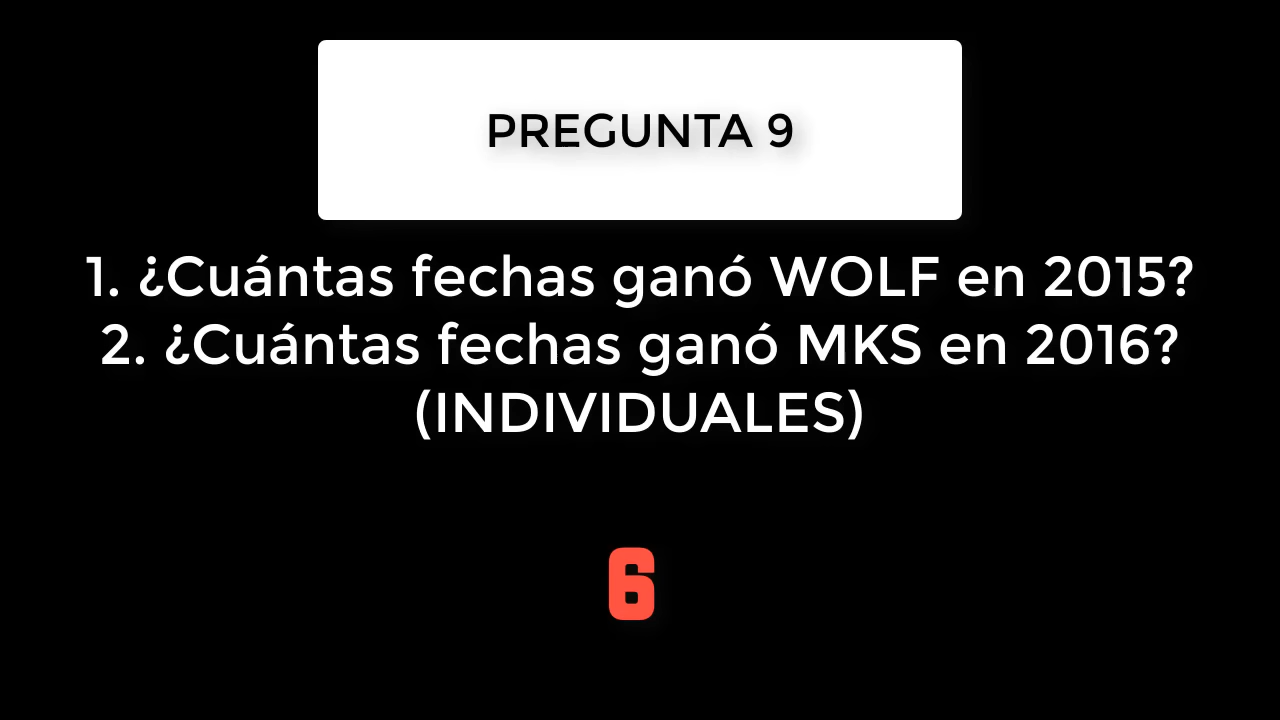 PREGUNTA 9
1. ¿Cuántas fechas ganó WOLF en 2015?
2. ¿Cuántas fechas ganó MKS en 2016?
(INDIVIDUALES)
6